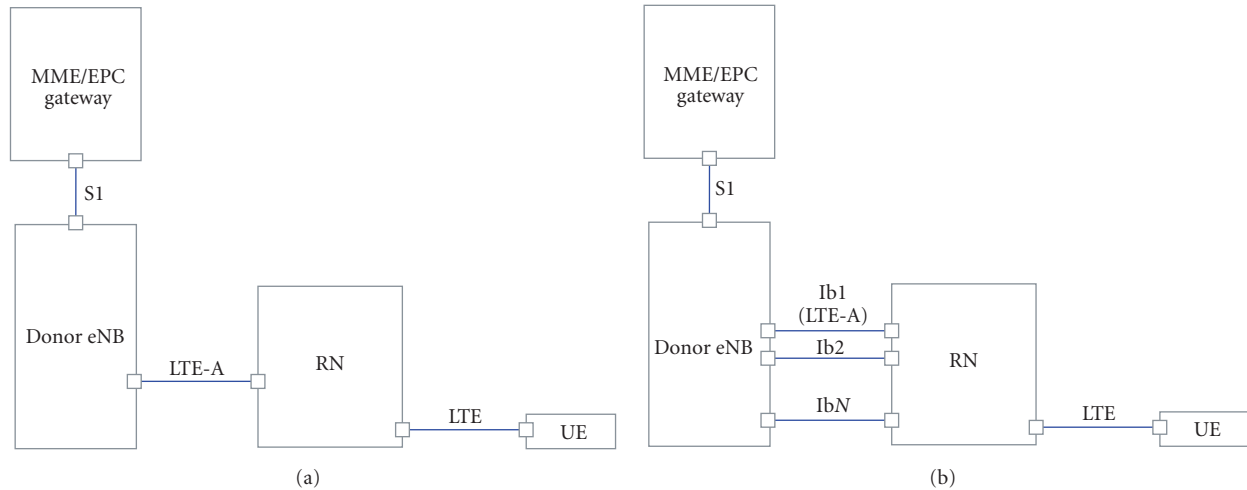 MME/EPC
gateway
S1
Donor eNB
LTE-A
RN
LTE
UE
(a)
MME/EPC
gateway
S1
Donor eNB
Ib1
(LTE-A)
Ib2
IbN
RN
LTE
UE
(b)